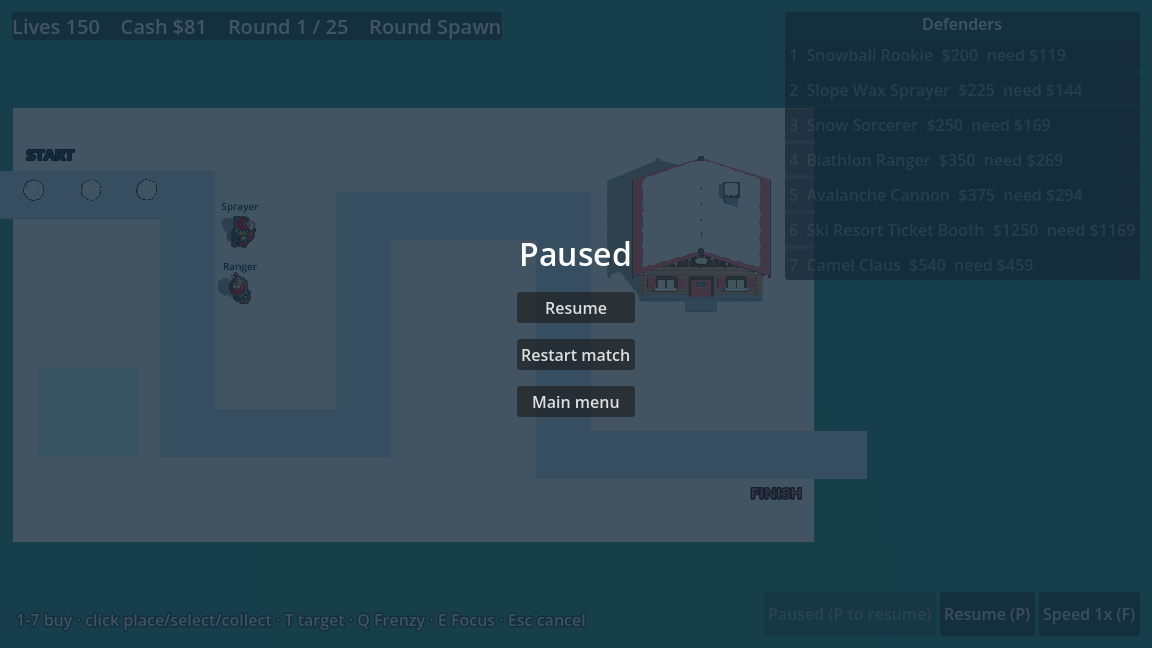 Lives 150 Cash $81 Round 1 / 25 Round Spawn
Defenders
1 Snowball Rookie $200 need $119
2 Slope Wax Sprayer $225 need $144
3 Snow Sorcerer $250 need $169
4 Biathlon Ranger $350 need $269
5 Avalanche Cannon $375 need $294
6 Ski Resort Ticket Booth $1250 need $1169
7 Camel Claus $540 need $459
START
Sprayer
Ranger
Paused
Resume
Restart match
Main menu
FINISH
1-7 buy · click place/select/collect · T target · Q Frenzy · E Focus · Esc cancel
Paused (P to resume)
Resume (P)
Speed 1x (F)